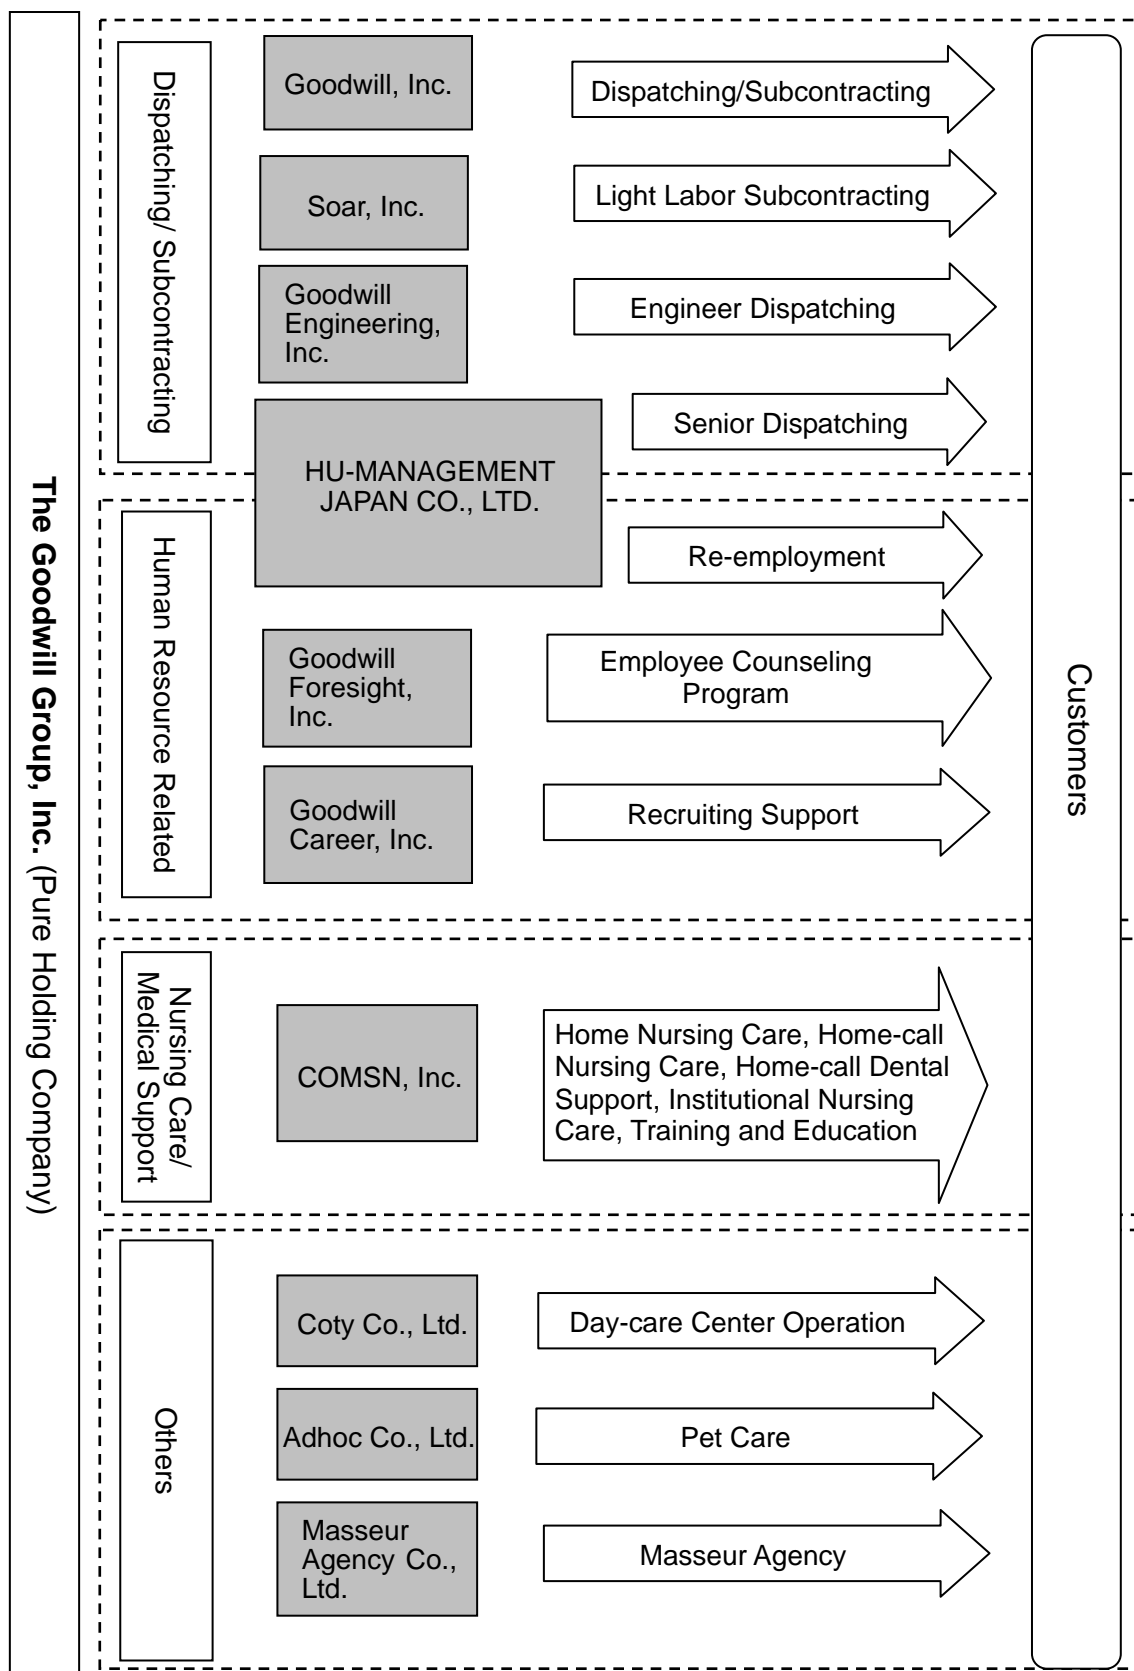 The Goodwill Group, Inc. (Pure Holding Company)
Dispatching/ Subcontracting
Goodwill, Inc.
Dispatching/Subcontracting
Soar, Inc.
Light Labor Subcontracting
Goodwill
Engineering,
Inc.
Engineer Dispatching
HU-MANAGEMENT
JAPAN CO., LTD.
Senior Dispatching
Human Resource Related
Re-employment
Goodwill
Foresight,
Inc.
Employee Counseling
Program
Goodwill
Career, Inc.
Recruiting Support
Nursing Care/
Medical Support
COMSN, Inc.
Home Nursing Care, Home-call
Nursing Care, Home-call Dental
Support, Institutional Nursing
Care, Training and Education
Others
Coty Co., Ltd.
Day-care Center Operation
Adhoc Co., Ltd.
Pet Care
Masseur
Agency Co.,
Ltd.
Masseur Agency
Customers